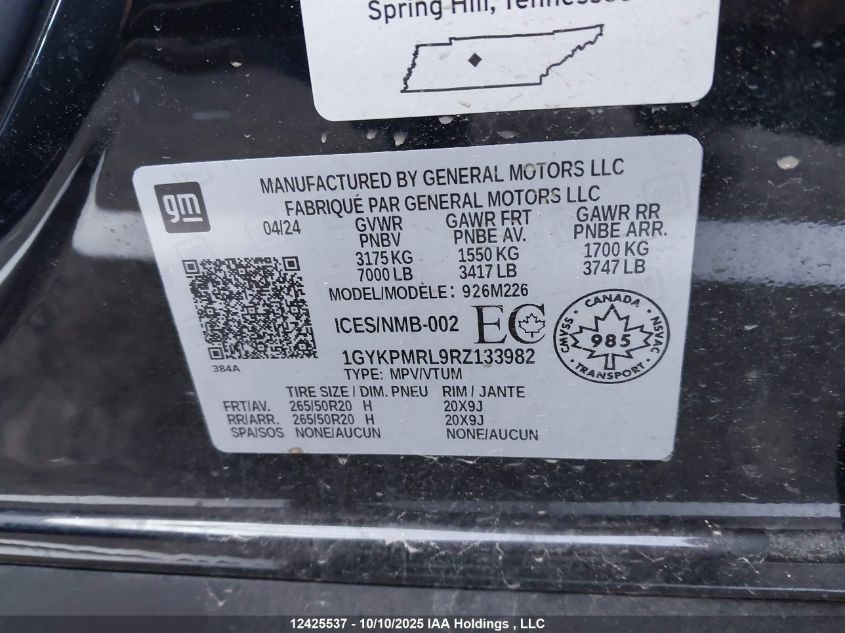 Spring Hill, Tennessee
gm
MANUFACTURED BY GENERAL MOTORS LLC
FABRIQUÉ PAR GENERAL MOTORS LLC
04/24 GVWR GAWR FRT GAWR RR
PNBV PNBE AV. PNBE ARR.
3175 KG 1550 KG 1700 KG
7000 LB 3417 LB 3747 LB
MODEL/MODÈLE: 926M226
ICES/NMB-002 EC
CANADA
CMVSS 985 NSVAC
TRANSPORT
384A
1GYKPMRL9RZ133982
TYPE: MPV/VTUM
TIRE SIZE / DIM. PNEU RIM / JANTE
FRT/AV. 265/50R20 H 20X9J
RR/ARR. 265/50R20 H 20X9J
SPA/SOS NONE/AUCUN NONE/AUCUN
12425537 - 10/10/2025 IAA Holdings , LLC